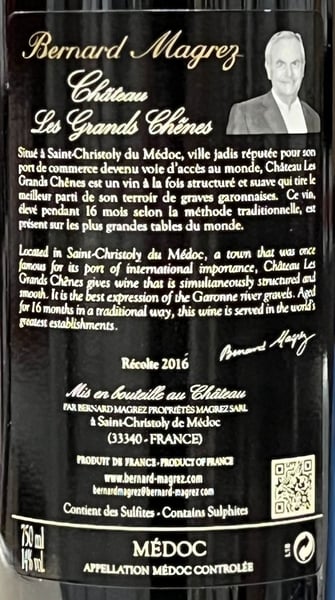 Bernard Magrez
Château
Les Grands Chênes
Situé à Saint-Christoly du Médoc, ville jadis réputée pour son
port de commerce devenu voie d'accès au monde, Château Les
Grands Chênes est un vin à la fois structuré et suave qui tire le
meilleur parti de son terroir de graves garonnaises. Ce vin,
élevé pendant 16 mois selon la méthode traditionnelle, est
présent sur les plus grandes tables du monde.
Located in Saint-Christoly du Médoc, a town that was once
famous for its port of international importance, Château Les
Grands Chênes gives wine that is simultaneously structured and
smooth. It is the best expression of the Garonne river gravels. Aged
for 16 months in a traditional way, this wine is served in the world's
greatest establishments.
Bernard Magrez
Récolte 2016
Mis en bouteille au Château
PAR BERNARD MAGREZ PROPRIÉTÉS MAGREZ SARL
à Saint-Christoly de Médoc
(33340 - FRANCE)
PRODUIT DE FRANCE - PRODUCT OF FRANCE
www.bernard-magrez.com
bernardmagrez@bernard-magrez.com
Contient des Sulfites - Contains Sulphites
750 ml
14% vol.
MÉDOC
APPELLATION MÉDOC CONTRÔLÉE